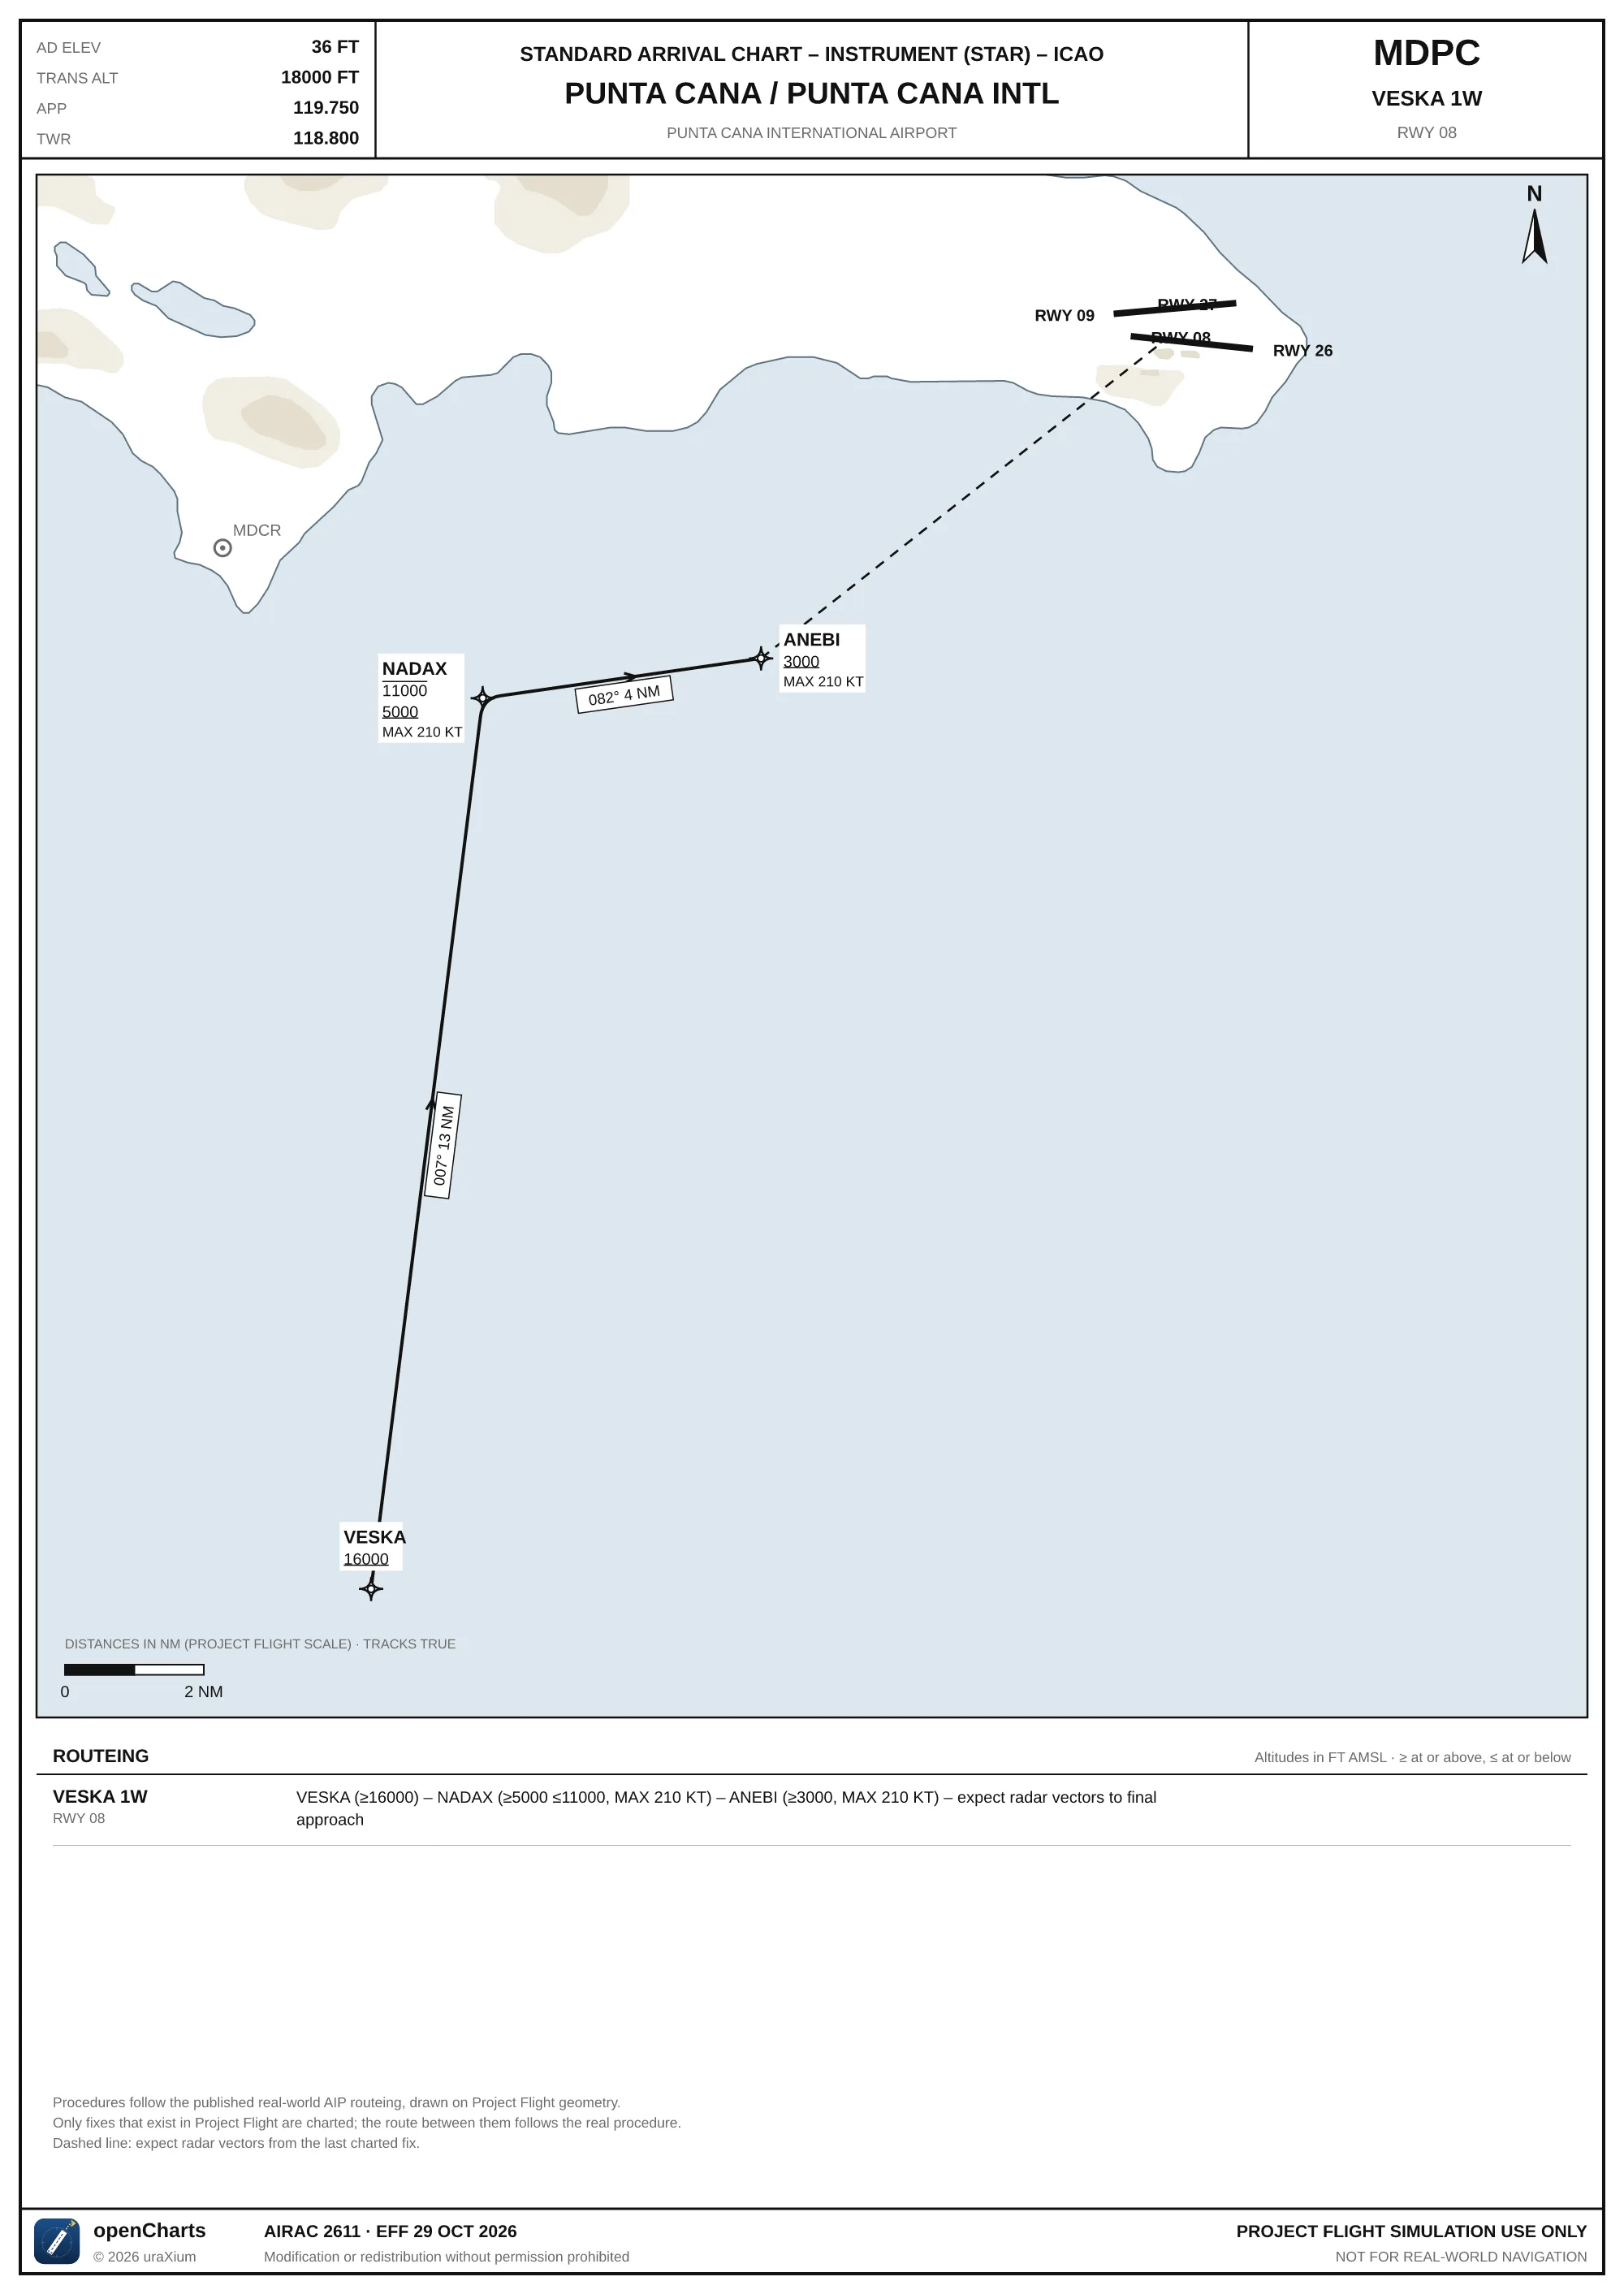 AD ELEV 36 FT
TRANS ALT 18000 FT
APP 119.750
TWR 118.800
STANDARD ARRIVAL CHART – INSTRUMENT (STAR) – ICAO
PUNTA CANA / PUNTA CANA INTL
PUNTA CANA INTERNATIONAL AIRPORT
MDPC
VESKA 1W
RWY 08
N
RWY 27
RWY 09
RWY 08
RWY 26
MDCR
ANEBI
3000
MAX 210 KT
NADAX
11000
5000
MAX 210 KT
082° 4 NM
007° 13 NM
VESKA
16000
DISTANCES IN NM (PROJECT FLIGHT SCALE) · TRACKS TRUE
0 2 NM
ROUTEING
Altitudes in FT AMSL · ≥ at or above, ≤ at or below
VESKA 1W
RWY 08
VESKA (≥16000) – NADAX (≥5000 ≤11000, MAX 210 KT) – ANEBI (≥3000, MAX 210 KT) – expect radar vectors to final
approach
Procedures follow the published real-world AIP routeing, drawn on Project Flight geometry.
Only fixes that exist in Project Flight are charted; the route between them follows the real procedure.
Dashed line: expect radar vectors from the last charted fix.
openCharts
© 2026 uraXium
AIRAC 2611 · EFF 29 OCT 2026
Modification or redistribution without permission prohibited
PROJECT FLIGHT SIMULATION USE ONLY
NOT FOR REAL-WORLD NAVIGATION